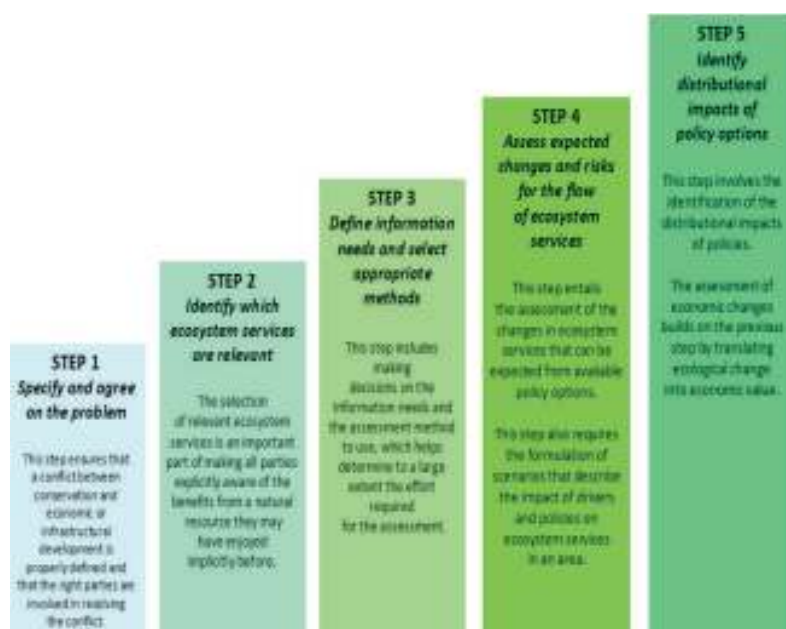 STEP 1
Specify and agree
on the problem
This step ensures that
a conflict between
conservation and
economic or
infrastructural
development is
properly defined and
that the right parties are
involved in resolving
the conflict.
STEP 2
Identify which
ecosystem services
are relevant
The selection
of relevant ecosystem
services is an important
part of making all parties
explicitly aware of the
benefits from a natural
resource they may
have enjoyed
implicitly before.
STEP 3
Define information
needs and select
appropriate
methods
This step includes
making
decisions on the
information needs and
the assessment method
to use, which helps
determine to a large
extent the effort
required
for the assessment.
STEP 4
Assess expected
changes and risks
for the flow
of ecosystem
services
This step entails
the assessment of the
changes in ecosystem
services that can be
expected from available
policy options.
This step also requires
the formulation of
scenarios that describe
the impact of drivers
and policies on
ecosystem services
in an area.
STEP 5
Identify
distributional
impacts of
policy options
This step involves the
identification of the
distributional impacts
of policies.
The assessment of
economic changes
builds on the previous
step by translating
ecological change
into economic value.